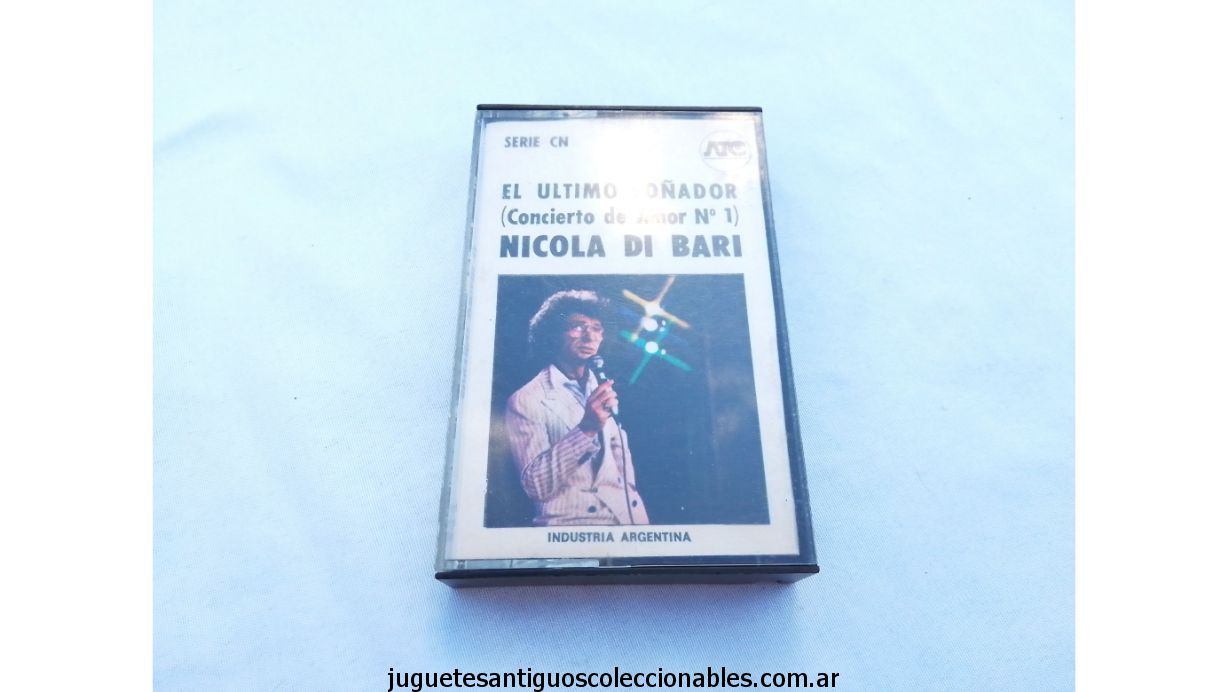 SERIE CN
ATC
EL ULTIMO SOÑADOR
(Concierto de Amor Nº 1)
NICOLA DI BARI
INDUSTRIA ARGENTINA
juguetesantiguoscoleccionables.com.ar